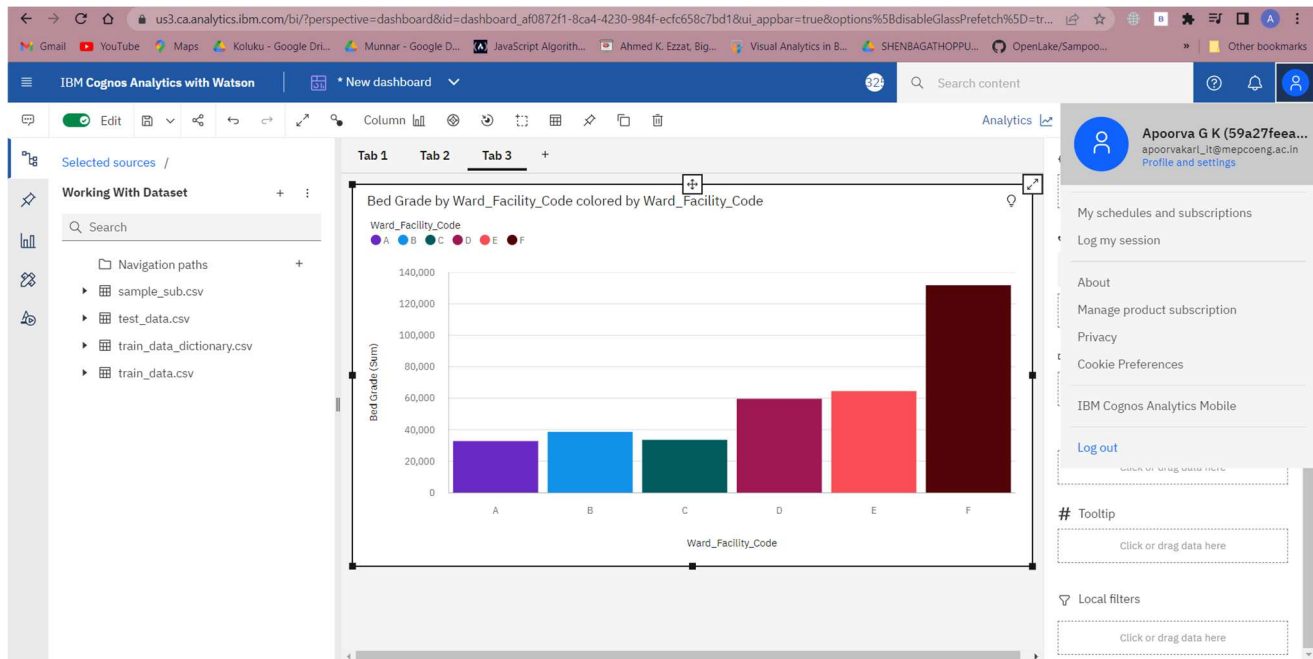 us3.ca.analytics.ibm.com/bi/?perspective=dashboard&id=dashboard_af0872f1-8ca4-4230-984f-ecfc658c7bd1&ui_appbar=true&options%5BdisableGlassPrefetch%5D=tr...
Gmail YouTube Maps Koluku - Google Dri... Munnar - Google D... JavaScript Algorith... Ahmed K. Ezzat, Big... Visual Analytics in B... SHENBAGATHOPPU... OpenLake/Sampoo... » Other bookmarks
IBM Cognos Analytics with Watson * New dashboard Search content
Edit Column Analytics
Apoorva G K (59a27feea...
apoorvakarl_it@mepcoeng.ac.in
Profile and settings
Selected sources /
Working With Dataset
Search
Navigation paths
sample_sub.csv
test_data.csv
train_data_dictionary.csv
train_data.csv
Tab 1 Tab 2 Tab 3 +
Bed Grade by Ward_Facility_Code colored by Ward_Facility_Code
Ward_Facility_Code
A B C D E F
Bed Grade (Sum)
140,000
120,000
100,000
80,000
60,000
40,000
20,000
0
A B C D E F
Ward_Facility_Code
My schedules and subscriptions
Log my session
About
Manage product subscription
Privacy
Cookie Preferences
IBM Cognos Analytics Mobile
Log out
Click or drag data here
# Tooltip
Click or drag data here
Local filters
Click or drag data here